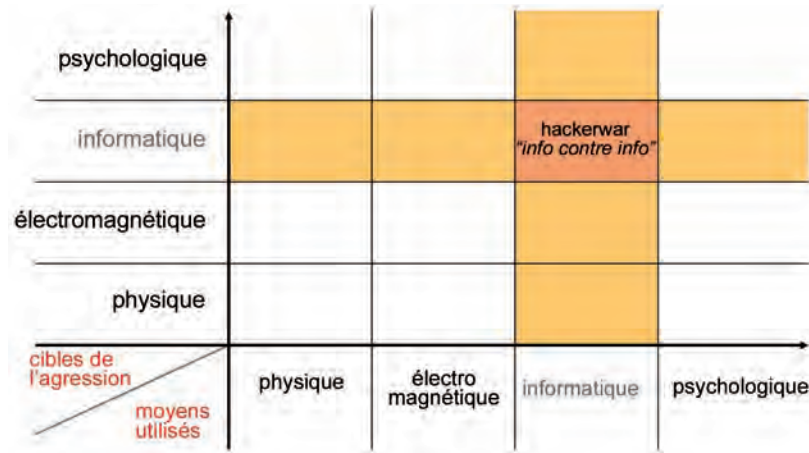 psychologique
informatique
hackerwar
"info contre info"
électromagnétique
physique
cibles de
l'agression
moyens
utilisés
physique
électro
magnétique
informatique
psychologique